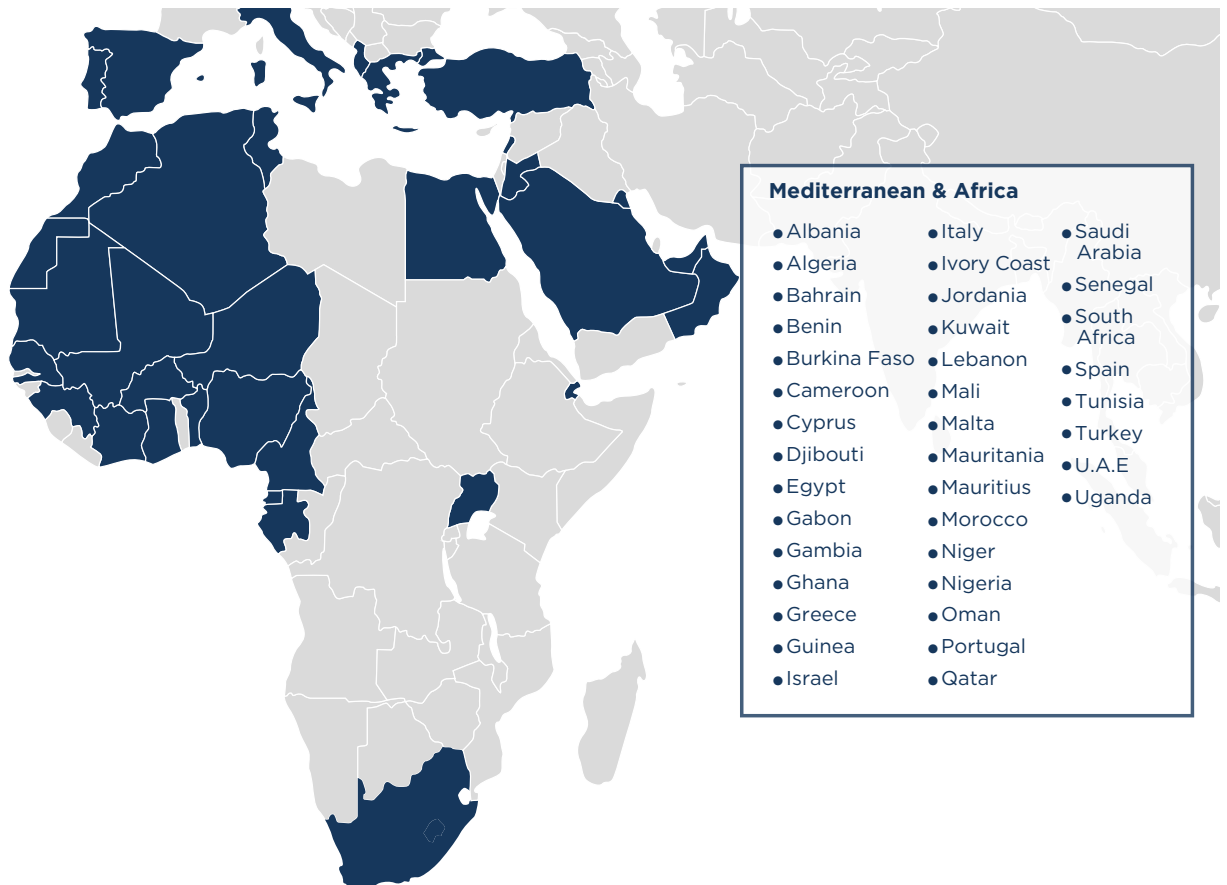 Mediterranean & Africa
• Albania
• Algeria
• Bahrain
• Benin
• Burkina Faso
• Cameroon
• Cyprus
• Djibouti
• Egypt
• Gabon
• Gambia
• Ghana
• Greece
• Guinea
• Israel
• Italy
• Ivory Coast
• Jordania
• Kuwait
• Lebanon
• Mali
• Malta
• Mauritania
• Mauritius
• Morocco
• Niger
• Nigeria
• Oman
• Portugal
• Qatar
• Saudi
Arabia
• Senegal
• South
Africa
• Spain
• Tunisia
• Turkey
• U.A.E
• Uganda